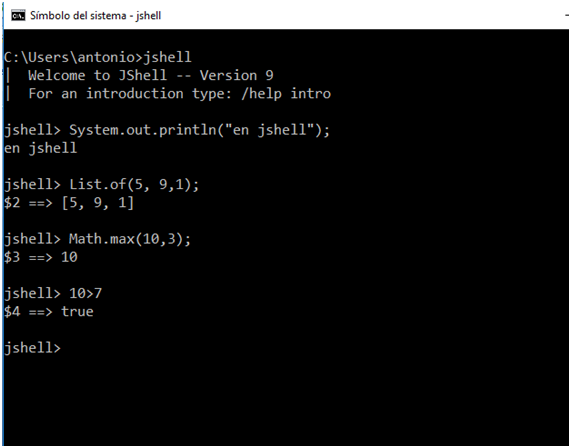 Símbolo del sistema - jshell
C:\Users\antonio>jshell
|  Welcome to JShell -- Version 9
|  For an introduction type: /help intro
jshell> System.out.println("en jshell");
en jshell
jshell> List.of(5, 9,1);
$2 ==> [5, 9, 1]
jshell> Math.max(10,3);
$3 ==> 10
jshell> 10>7
$4 ==> true
jshell>